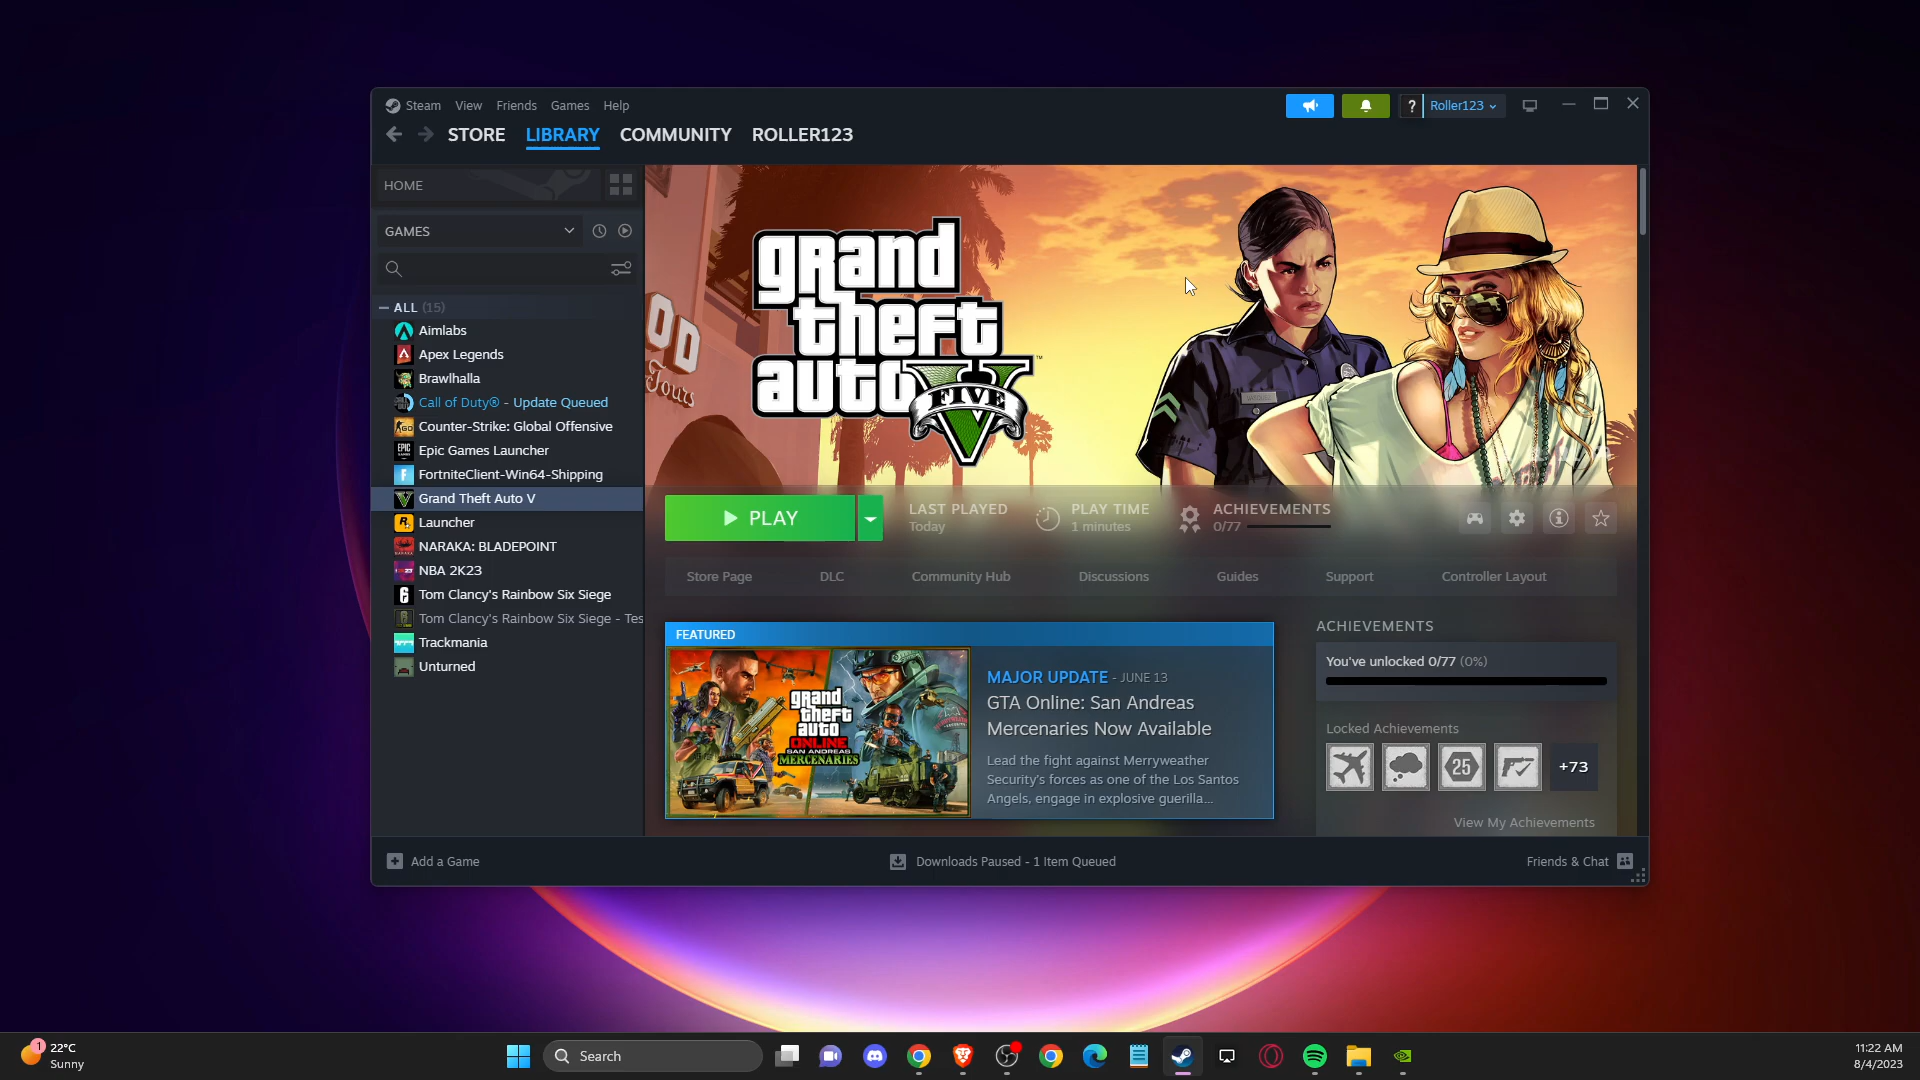 Steam View Friends Games Help
? Roller123
STORE LIBRARY COMMUNITY ROLLER123
HOME
GAMES
ALL (15)
Aimlabs
Apex Legends
Brawlhalla
Call of Duty® - Update Queued
Counter-Strike: Global Offensive
Epic Games Launcher
FortniteClient-Win64-Shipping
Grand Theft Auto V
Launcher
NARAKA: BLADEPOINT
NBA 2K23
Tom Clancy's Rainbow Six Siege
Tom Clancy's Rainbow Six Siege - Tes
Trackmania
Unturned
grand
theft
auto V
FIVE
™
OD
Tours
PLAY
LAST PLAYED
Today
PLAY TIME
1 minutes
ACHIEVEMENTS
0/77
Store Page DLC Community Hub Discussions Guides Support Controller Layout
FEATURED
grand
theft
auto
ONLINE
SAN ANDREAS
MERCENARIES
MAJOR UPDATE - JUNE 13
GTA Online: San Andreas
Mercenaries Now Available
Lead the fight against Merryweather
Security's forces as one of the Los Santos
Angels, engage in explosive guerilla...
ACHIEVEMENTS
You've unlocked 0/77 (0%)
Locked Achievements
25
+73
View My Achievements
Add a Game
Downloads Paused - 1 Item Queued
Friends & Chat
1
22°C
Sunny
Search
11:22 AM
8/4/2023